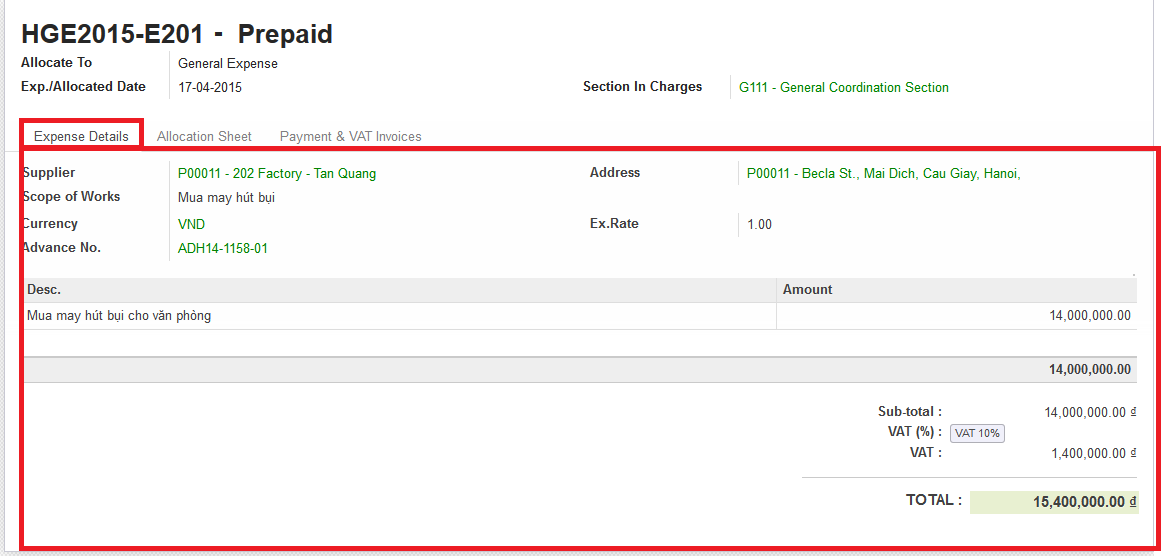 HGE2015-E201 - Prepaid
Allocate To General Expense
Exp./Allocated Date 17-04-2015 Section In Charges G111 - General Coordination Section
Expense Details Allocation Sheet Payment & VAT Invoices
Supplier P00011 - 202 Factory - Tan Quang Address P00011 - Becla St., Mai Dich, Cau Giay, Hanoi,
Scope of Works Mua may hút bụi
Currency VND Ex.Rate 1.00
Advance No. ADH14-1158-01
Desc. Amount
Mua may hút bụi cho văn phòng 14,000,000.00
14,000,000.00
Sub-total : 14,000,000.00 ₫
VAT (%) : VAT 10%
VAT : 1,400,000.00 ₫
TOTAL : 15,400,000.00 ₫